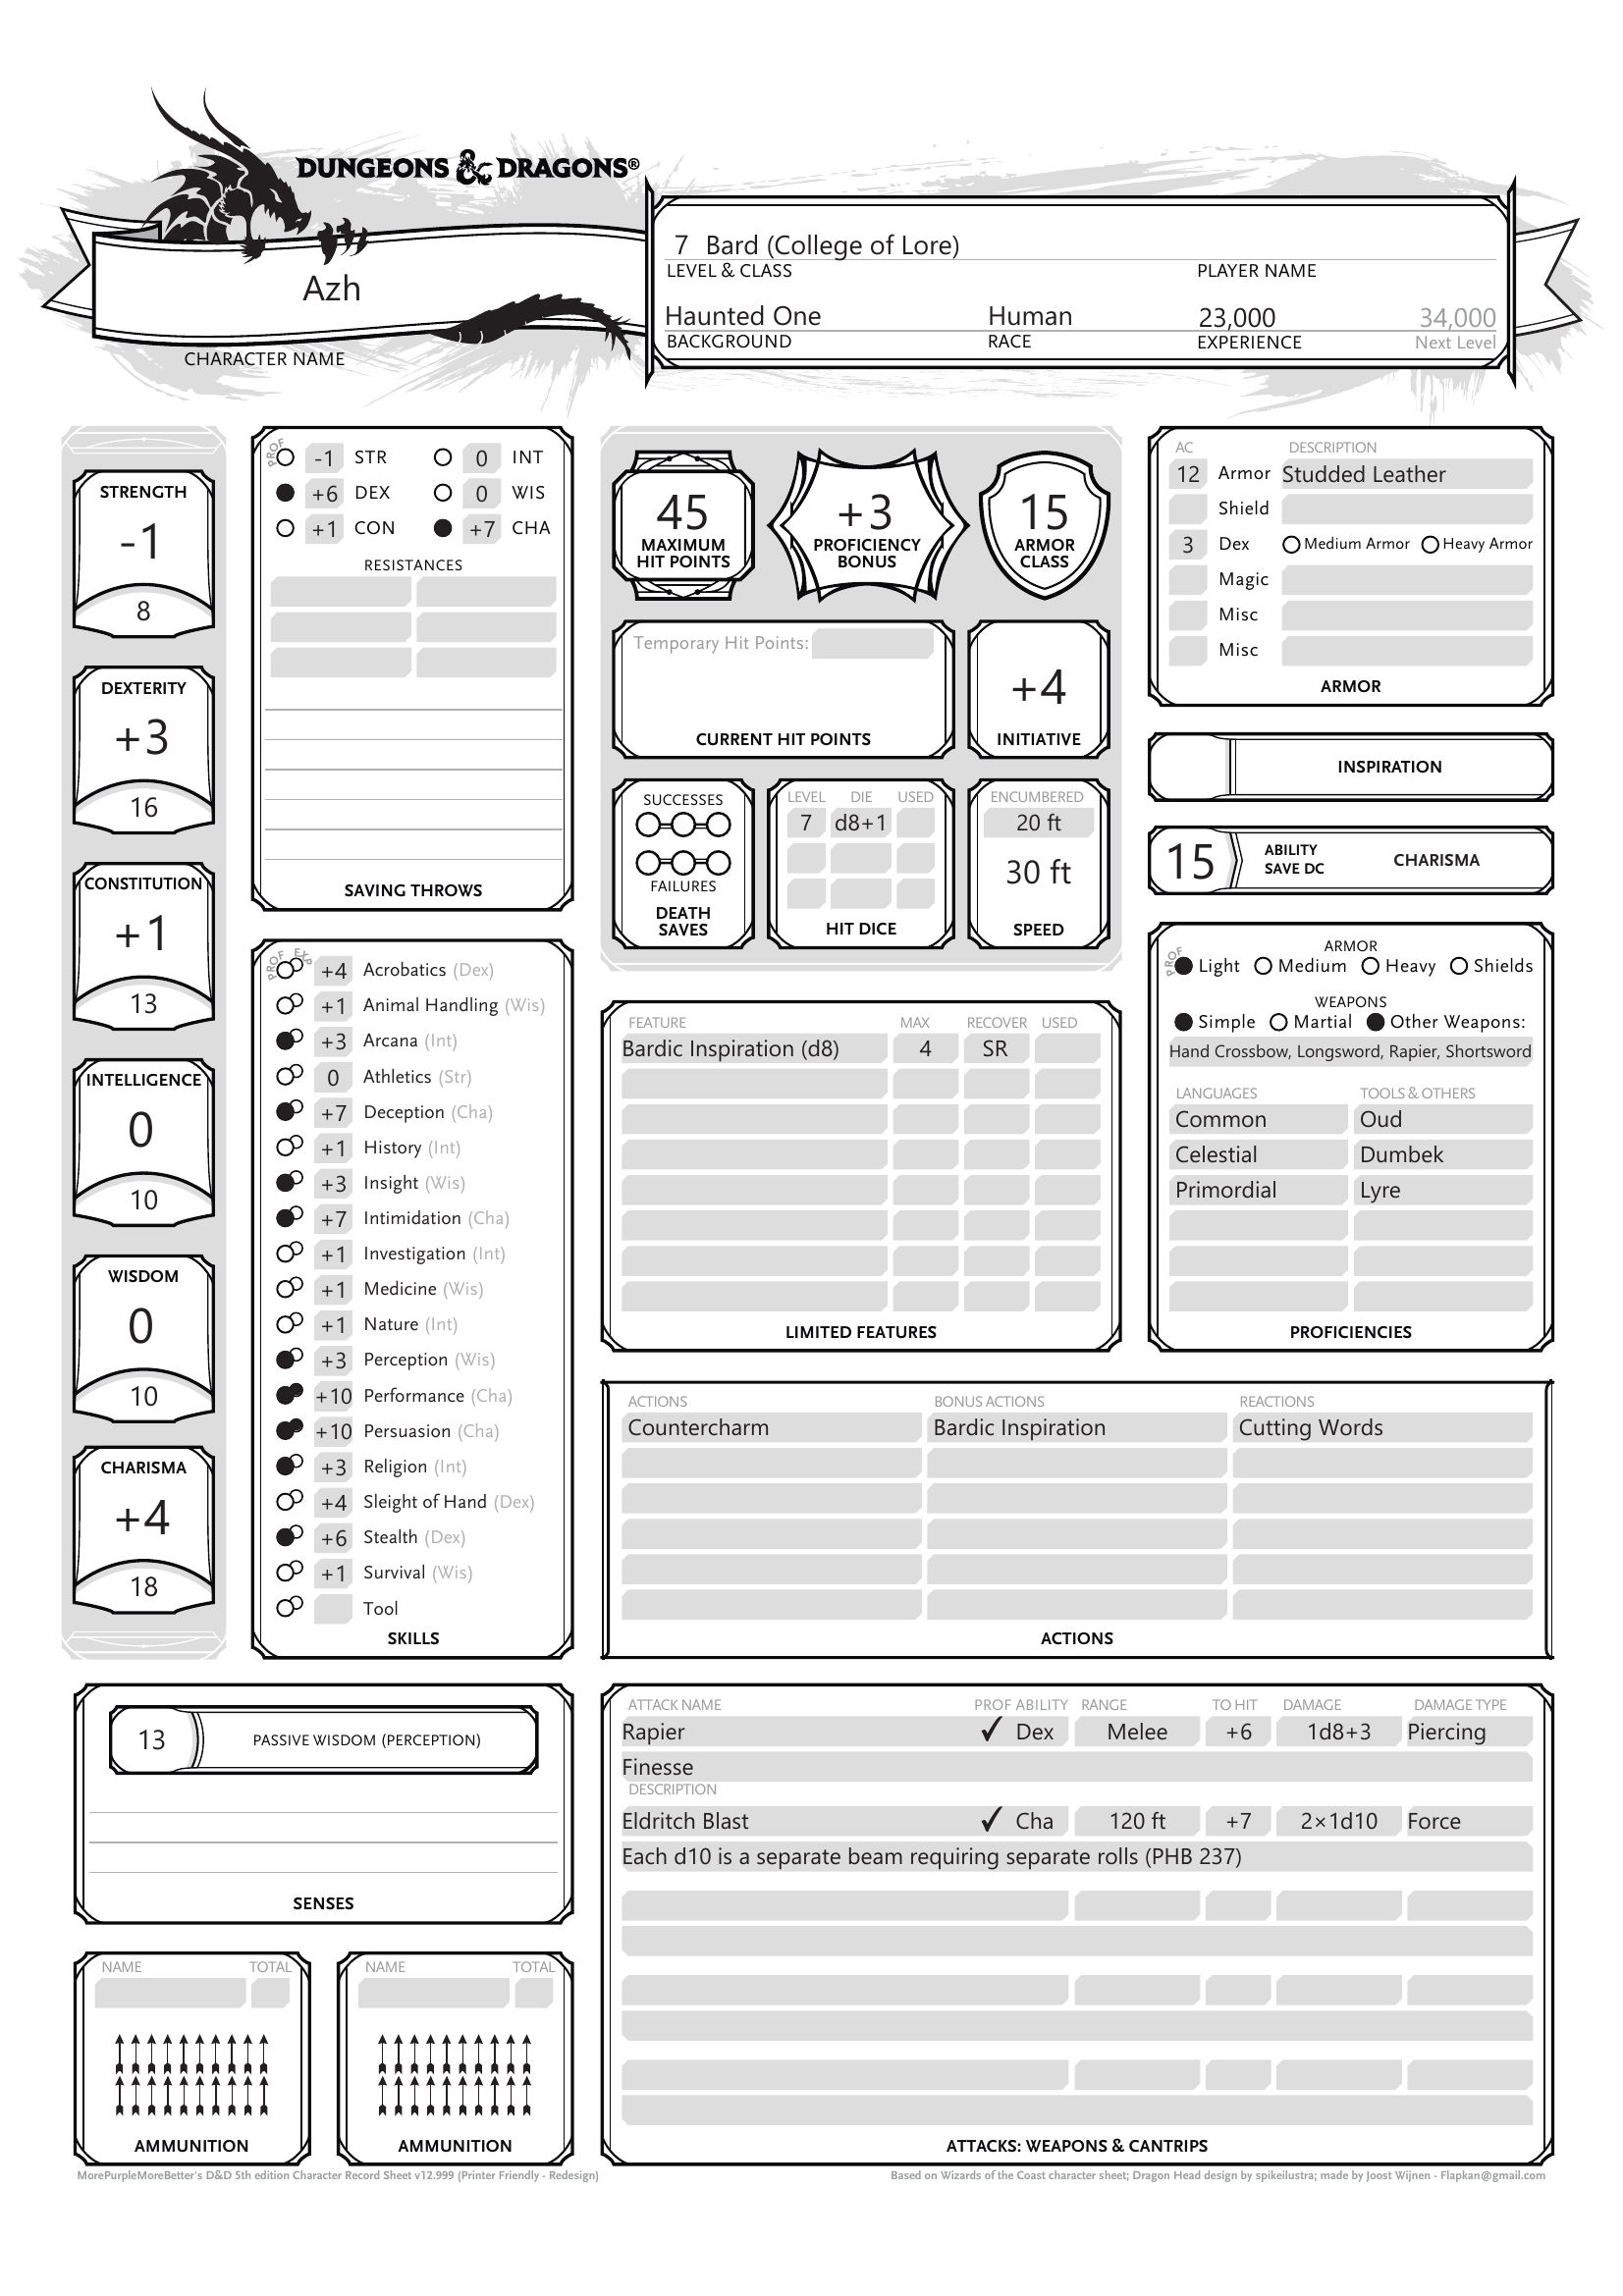 DUNGEONS & DRAGONS®
Azh
CHARACTER NAME
7 Bard (College of Lore)
LEVEL & CLASS PLAYER NAME
Haunted One Human 23,000 34,000
BACKGROUND RACE EXPERIENCE Next Level
STRENGTH
-1
8
DEXTERITY
+3
16
CONSTITUTION
+1
13
INTELLIGENCE
0
10
WISDOM
0
10
CHARISMA
+4
18
PROF
-1 STR 0 INT
+6 DEX 0 WIS
+1 CON +7 CHA
RESISTANCES
SAVING THROWS
PROF EXP
+4 Acrobatics (Dex)
+1 Animal Handling (Wis)
+3 Arcana (Int)
0 Athletics (Str)
+7 Deception (Cha)
+1 History (Int)
+3 Insight (Wis)
+7 Intimidation (Cha)
+1 Investigation (Int)
+1 Medicine (Wis)
+1 Nature (Int)
+3 Perception (Wis)
+10 Performance (Cha)
+10 Persuasion (Cha)
+3 Religion (Int)
+4 Sleight of Hand (Dex)
+6 Stealth (Dex)
+1 Survival (Wis)
Tool
SKILLS
45
MAXIMUM
HIT POINTS
+3
PROFICIENCY
BONUS
15
ARMOR
CLASS
Temporary Hit Points:
CURRENT HIT POINTS
+4
INITIATIVE
SUCCESSES
FAILURES
DEATH
SAVES
LEVEL DIE USED
7 d8+1
HIT DICE
ENCUMBERED
20 ft
30 ft
SPEED
AC DESCRIPTION
12 Armor Studded Leather
Shield
3 Dex Medium Armor Heavy Armor
Magic
Misc
Misc
ARMOR
INSPIRATION
15 ABILITY
SAVE DC CHARISMA
FEATURE MAX RECOVER USED
Bardic Inspiration (d8) 4 SR
LIMITED FEATURES
ARMOR
PROF
Light Medium Heavy Shields
WEAPONS
Simple Martial Other Weapons:
Hand Crossbow, Longsword, Rapier, Shortsword
LANGUAGES TOOLS & OTHERS
Common Oud
Celestial Dumbek
Primordial Lyre
PROFICIENCIES
ACTIONS BONUS ACTIONS REACTIONS
Countercharm Bardic Inspiration Cutting Words
ACTIONS
13 PASSIVE WISDOM (PERCEPTION)
SENSES
NAME TOTAL
AMMUNITION
NAME TOTAL
AMMUNITION
ATTACK NAME PROF ABILITY RANGE TO HIT DAMAGE DAMAGE TYPE
Rapier ✓ Dex Melee +6 1d8+3 Piercing
Finesse
DESCRIPTION
Eldritch Blast ✓ Cha 120 ft +7 2×1d10 Force
Each d10 is a separate beam requiring separate rolls (PHB 237)
ATTACKS: WEAPONS & CANTRIPS
MorePurpleMoreBetter's D&D 5th edition Character Record Sheet v12.999 (Printer Friendly - Redesign)
Based on Wizards of the Coast character sheet; Dragon Head design by spikeilustra; made by Joost Wijnen - Flapkan@gmail.com